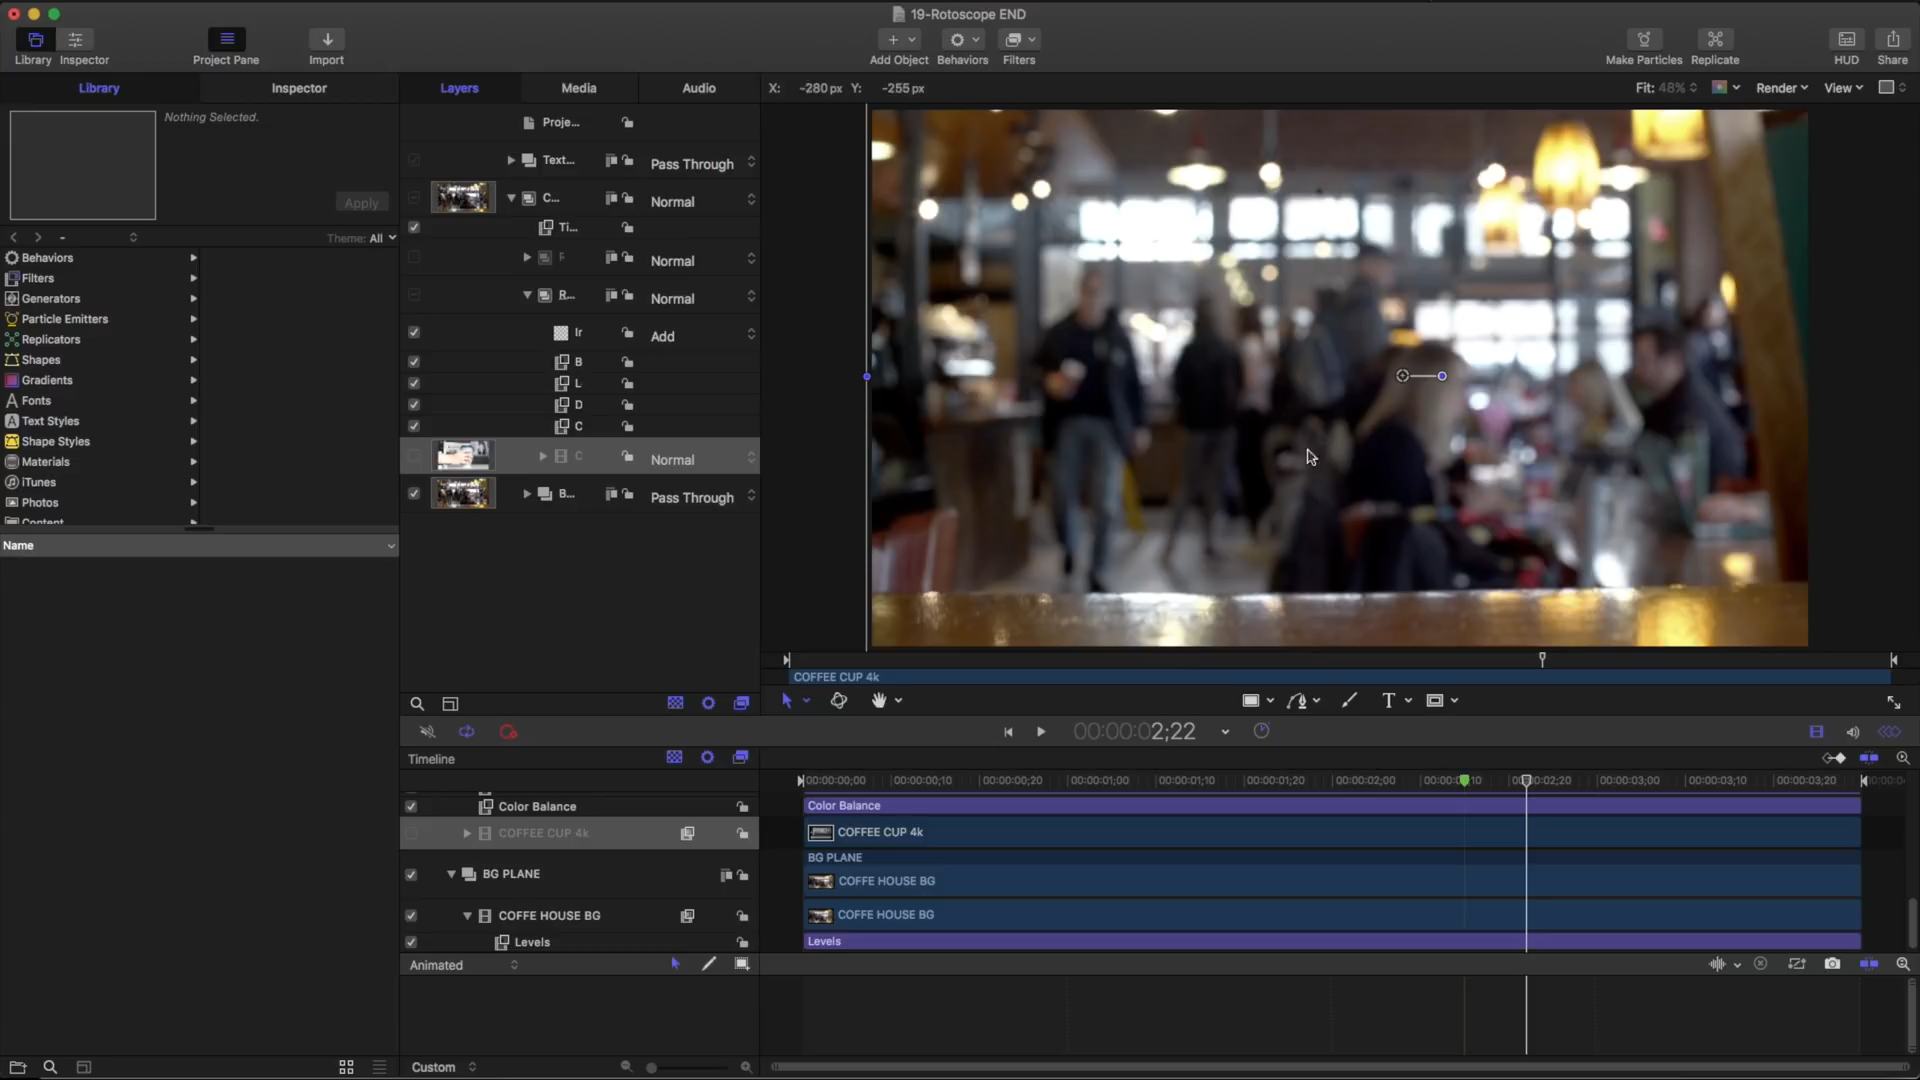 19-Rotoscope END
Library
Inspector
Project Pane
Import
Add Object
Behaviors
Filters
Make Particles
Replicate
HUD
Share
Library
Inspector
Layers
Media
Audio
X: -280 px Y: -255 px
Fit: 48%
Render
View
Nothing Selected.
Apply
Theme: All
Behaviors
Filters
Generators
Particle Emitters
Replicators
Shapes
Gradients
Fonts
Text Styles
Shape Styles
Materials
iTunes
Photos
Content
Name
Proje...
Text...
Pass Through
C...
Normal
Ti...
F
Normal
R...
Normal
Ir
Add
B
L
D
C
C
Normal
B...
Pass Through
COFFEE CUP 4k
T
00:00:002;22
Timeline
00:00:00;00
00:00:00;10
00:00:00;20
00:00:01;00
00:00:01;10
00:00:01;20
00:00:02;00
00:00:02;20
00:00:03;00
00:00:03;10
00:00:03;20
Color Balance
Color Balance
COFFEE CUP 4k
COFFEE CUP 4k
BG PLANE
BG PLANE
COFFE HOUSE BG
COFFE HOUSE BG
COFFE HOUSE BG
Levels
Levels
Animated
Custom